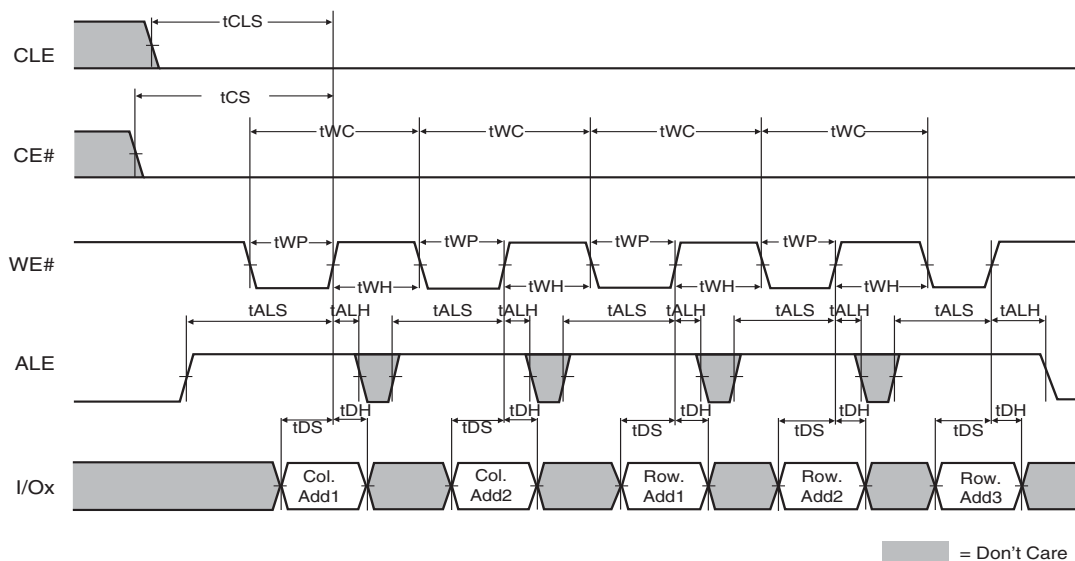 tCLS
CLE
tCS
tWC tWC tWC tWC
CE#
tWP tWP tWP tWP
WE#
tWH tWH tWH tWH
tALS tALH tALS tALH tALS tALH tALS tALH tALS tALH
ALE
tDS tDH tDS tDH tDS tDH tDS tDH tDS tDH
I/Ox
Col. Add1
Col. Add2
Row. Add1
Row. Add2
Row. Add3
= Don't Care